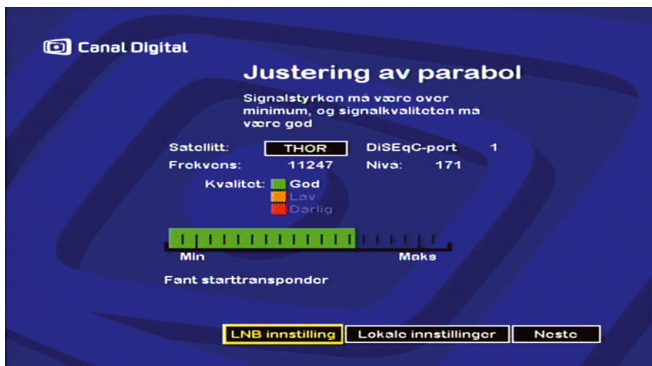 Canal Digital
Justering av parabol
Signalstyrken må være over
minimum, og signalkvaliteten må
være god
Satellitt: THOR DiSEqC-port 1
Frekvens: 11247 Nivå: 171
Kvalitet: God
Lav
Dårlig
Min Maks
Fant starttransponder
LNB innstilling Lokale innstillinger Neste